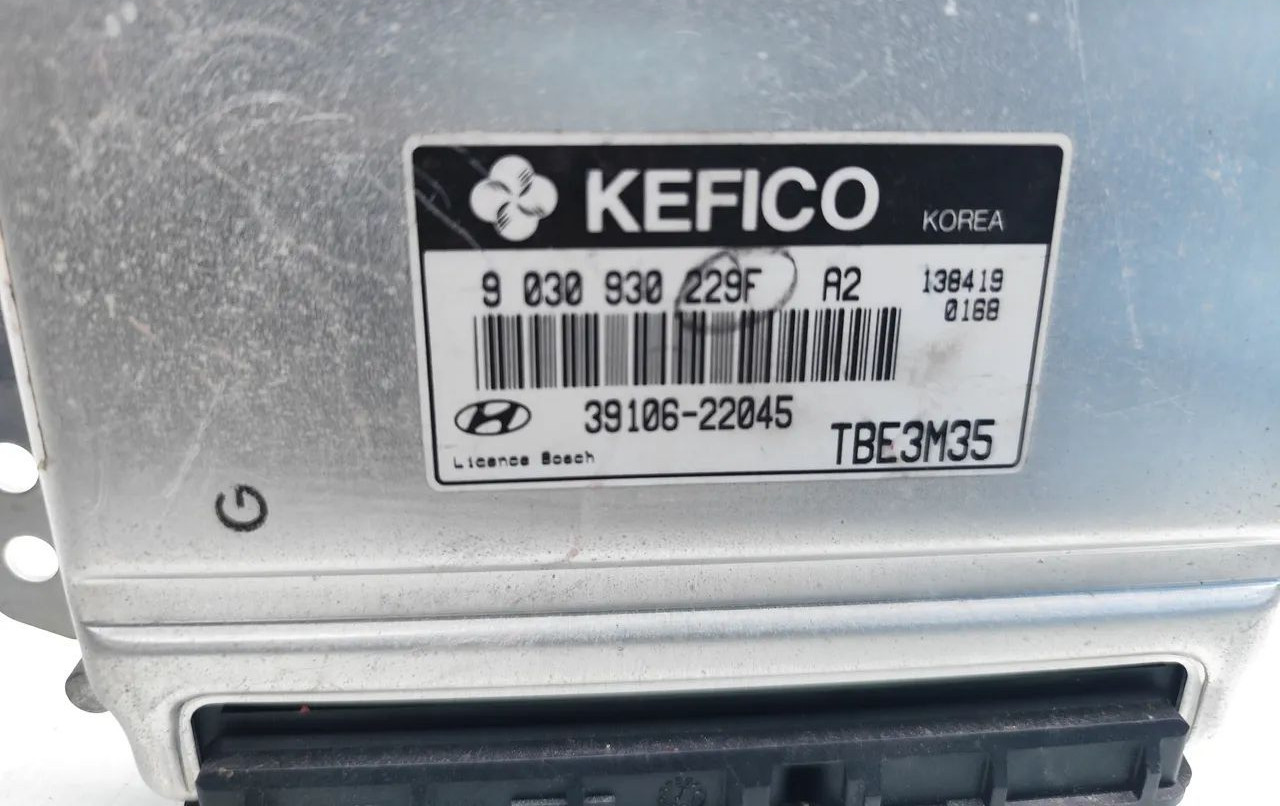 KEFICO KOREA
9 030 930 229F A2 138419
0168
39106-22045
TBE3M35
Licence Bosch
G